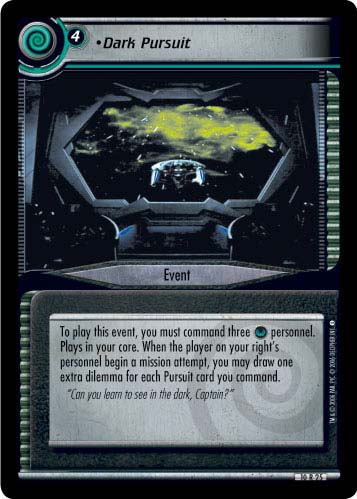 4
•Dark Pursuit
Event
To play this event, you must command three personnel.
Plays in your core. When the player on your right's
personnel begin a mission attempt, you may draw one
extra dilemma for each Pursuit card you command.
"Can you learn to see in the dark, Captain?"
10 R 25